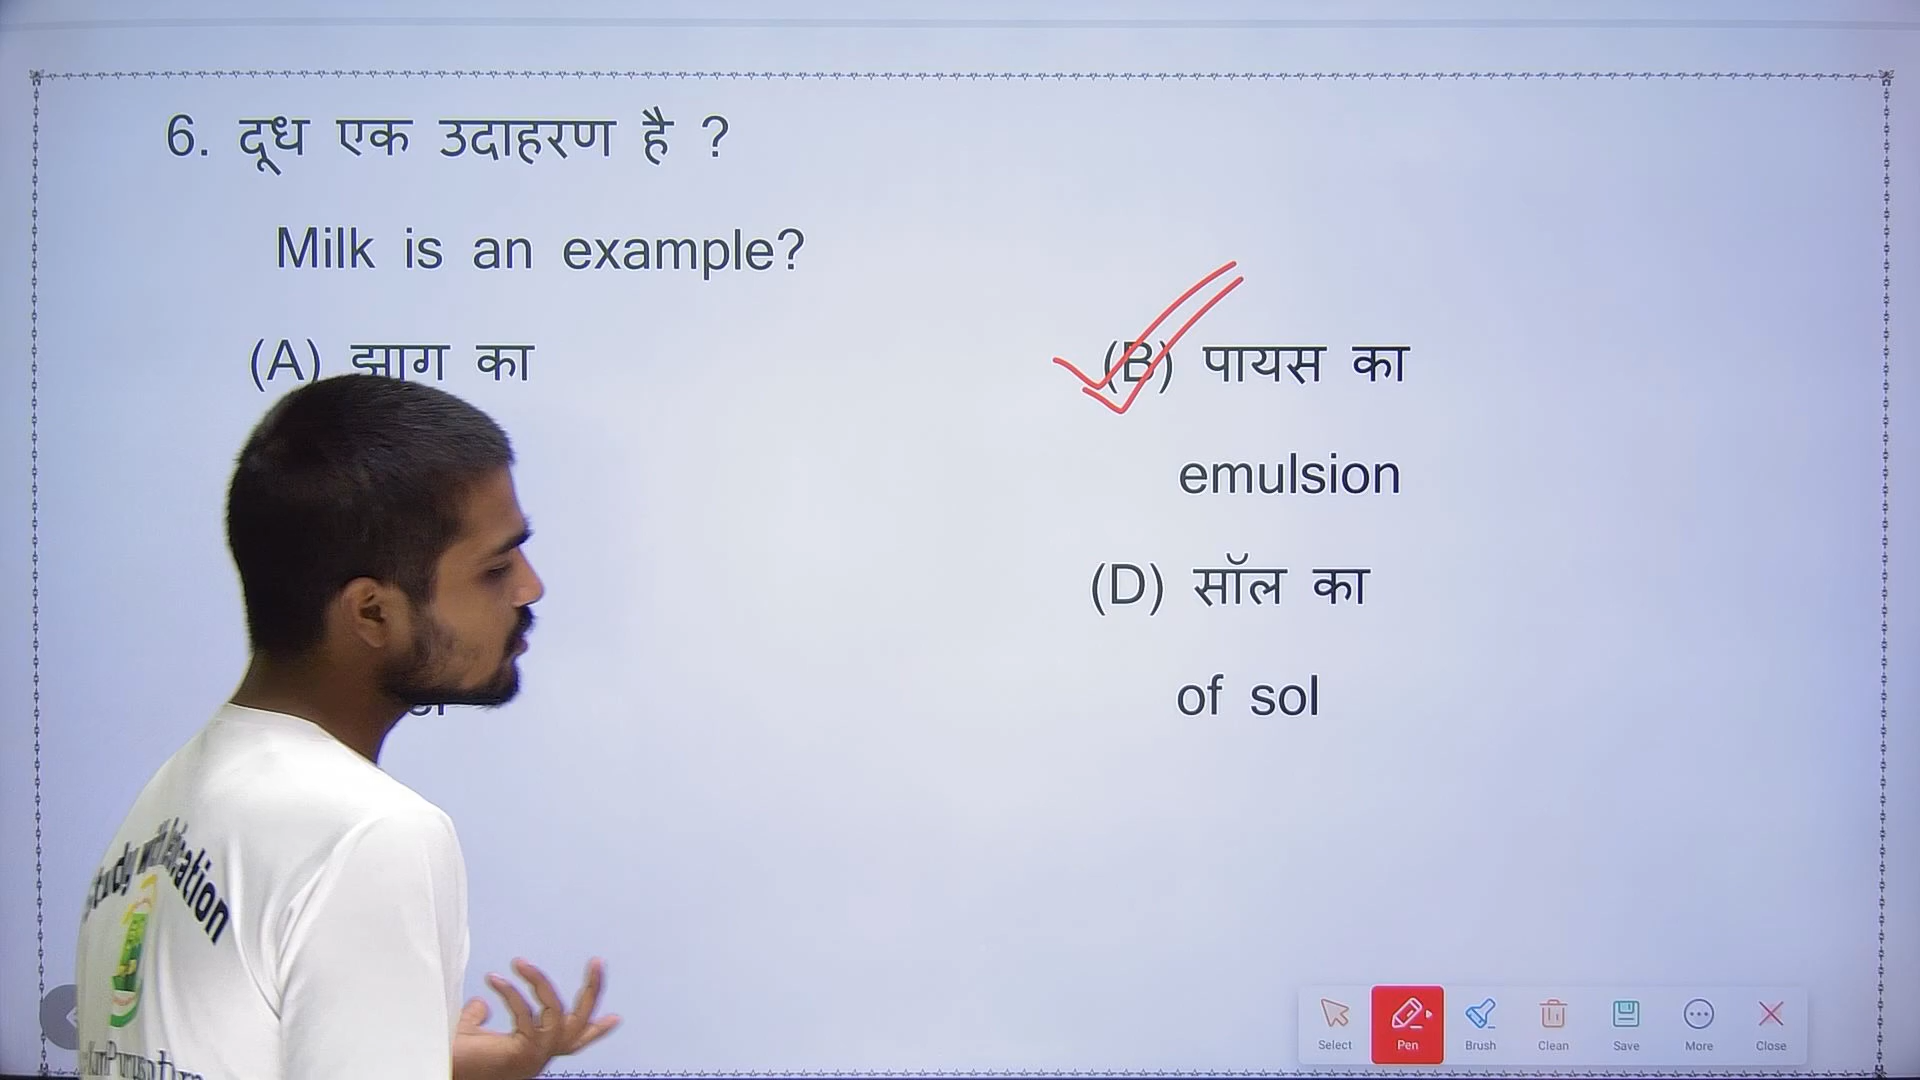 6. दूध एक उदाहरण है ?
Milk is an example?
(A) झाग का
(B) पायस का
emulsion
(D) सॉल का
of sol
Select
Pen
Brush
Clean
Save
More
Close